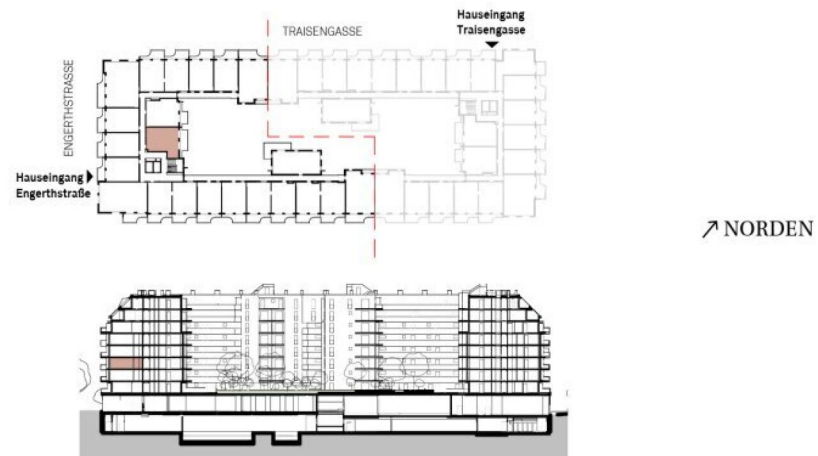 Hauseingang
Traisengasse
TRAISENGASSE
ENGERTHSTRASSE
Hauseingang
Engerthstraße
NORDEN